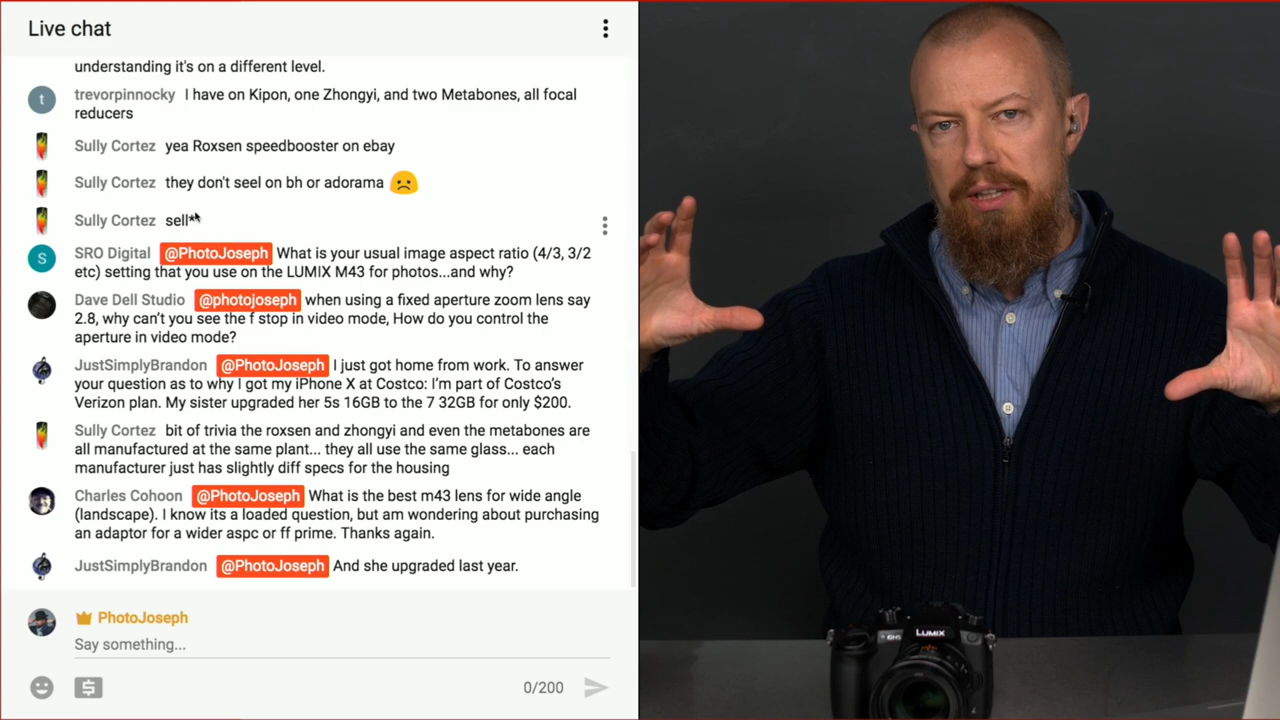 Live chat
understanding it's on a different level.
t
trevorpinnocky I have on Kipon, one Zhongyi, and two Metabones, all focal
reducers
Sully Cortez yea Roxsen speedbooster on ebay
Sully Cortez they don't seel on bh or adorama
Sully Cortez sell**
S
SRO Digital @PhotoJoseph What is your usual image aspect ratio (4/3, 3/2
etc) setting that you use on the LUMIX M43 for photos...and why?
Dave Dell Studio @photojoseph when using a fixed aperture zoom lens say
2.8, why can't you see the f stop in video mode, How do you control the
aperture in video mode?
JustSimplyBrandon @PhotoJoseph I just got home from work. To answer
your question as to why I got my iPhone X at Costco: I'm part of Costco's
Verizon plan. My sister upgraded her 5s 16GB to the 7 32GB for only $200.
Sully Cortez bit of trivia the roxsen and zhongyi and even the metabones are
all manufactured at the same plant... they all use the same glass... each
manufacturer just has slightly diff specs for the housing
Charles Cohoon @PhotoJoseph What is the best m43 lens for wide angle
(landscape). I know its a loaded question, but am wondering about purchasing
an adaptor for a wider aspc or ff prime. Thanks again.
JustSimplyBrandon @PhotoJoseph And she upgraded last year.
PhotoJoseph
Say something...
$
0/200
LUMIX
GH5